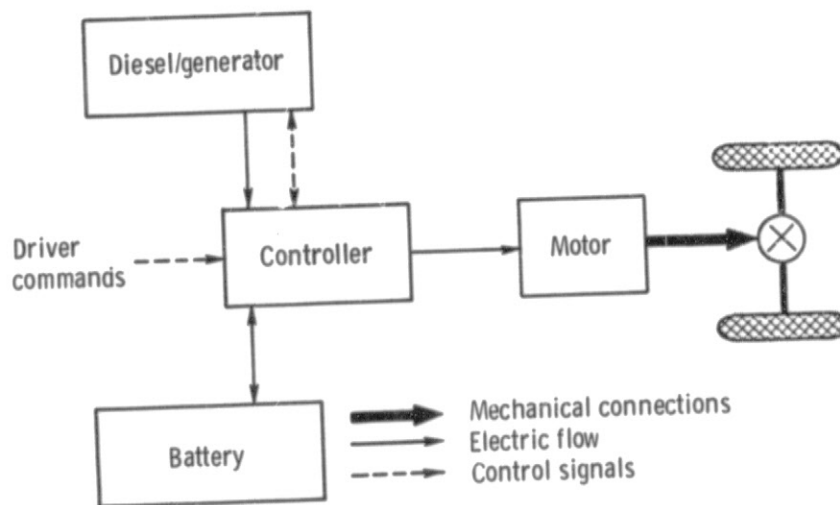 Diesel/generator
Driver
commands
Controller
Motor
Battery
Mechanical connections
Electric flow
Control signals